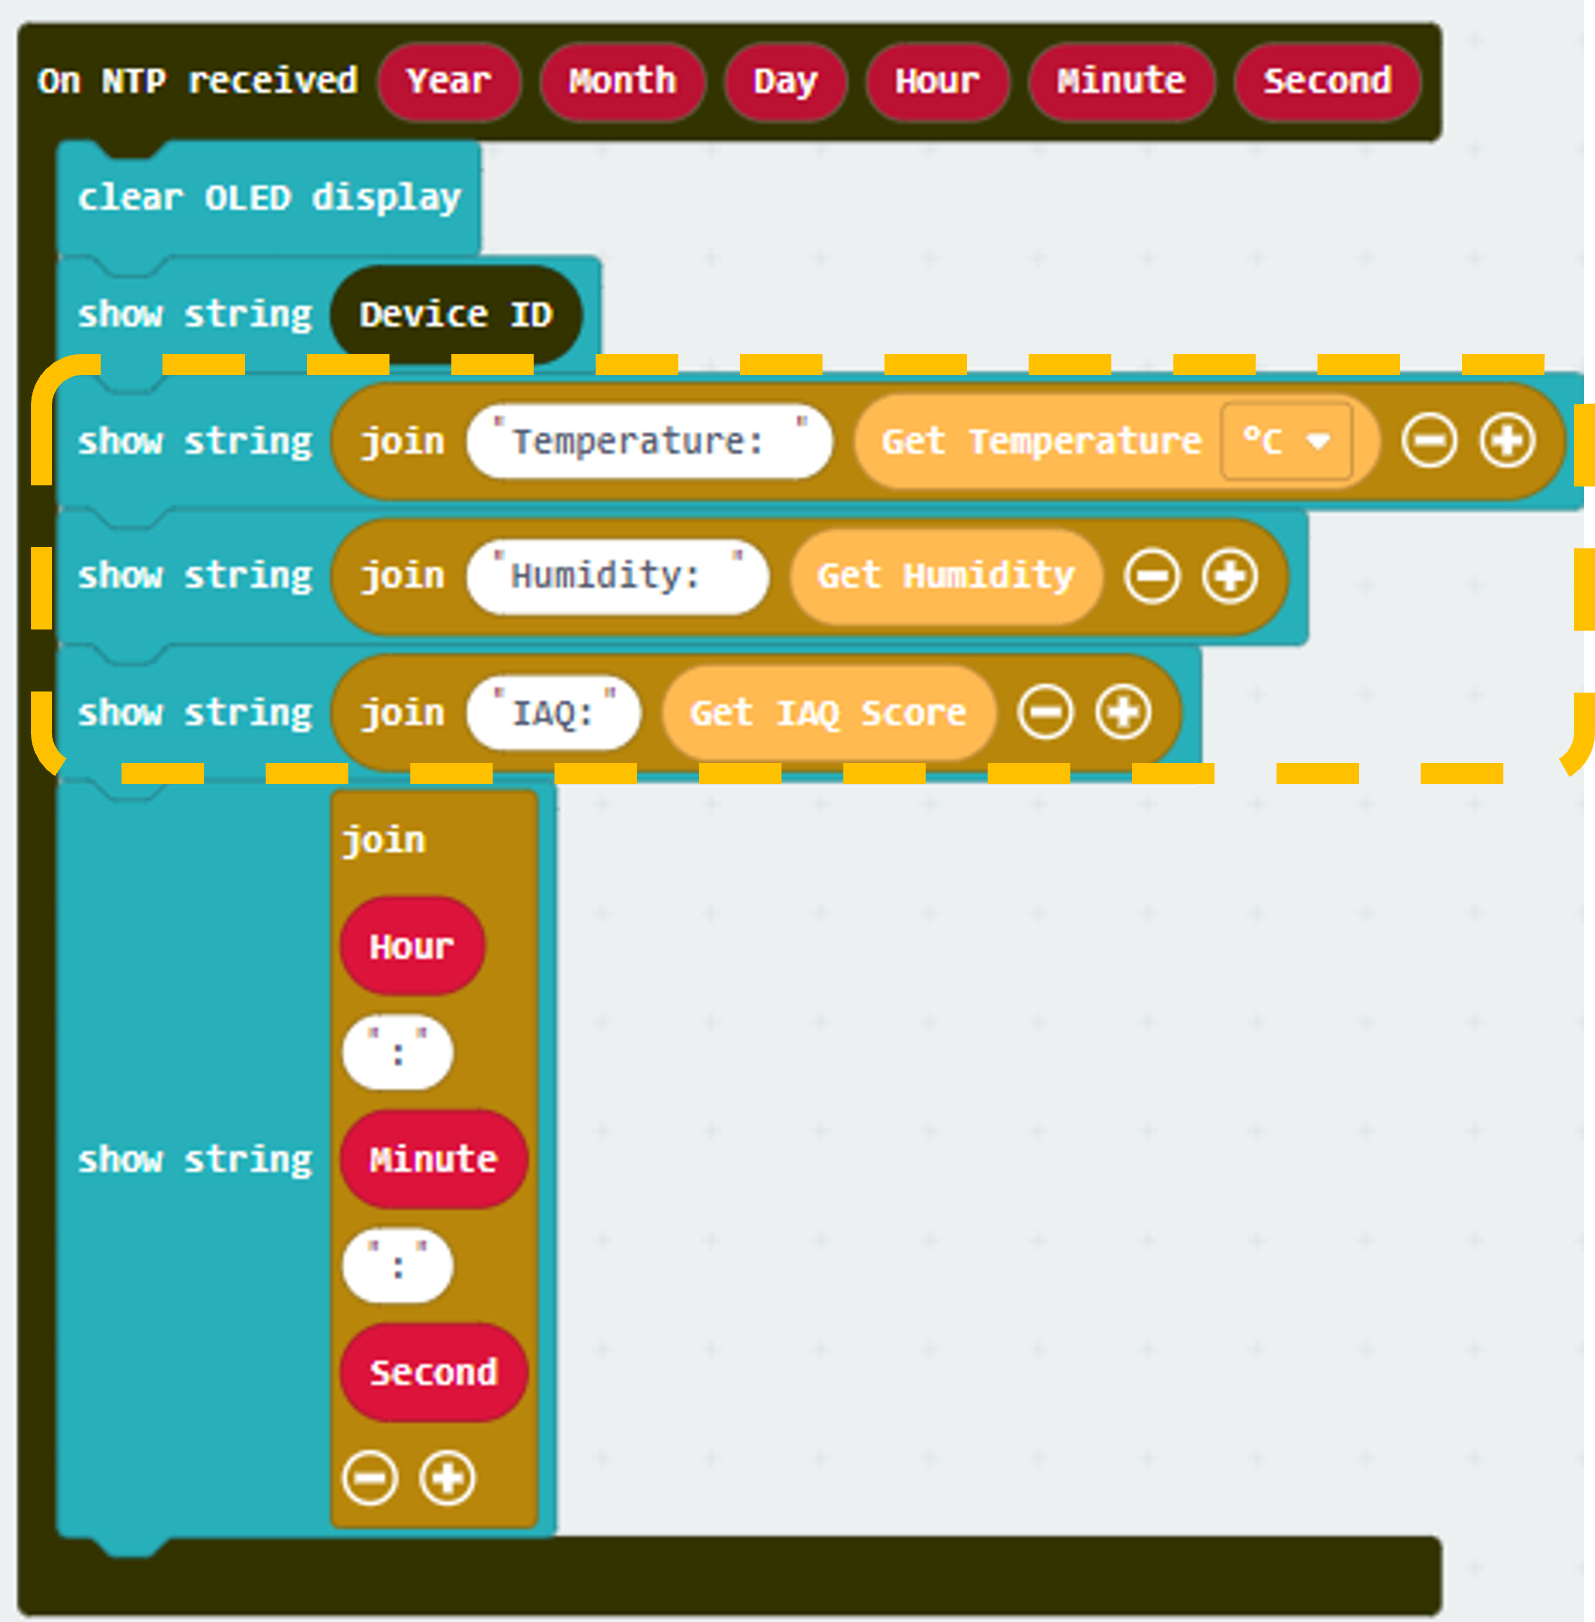 On NTP received Year Month Day Hour Minute Second
clear OLED display
show string Device ID
show string join "Temperature: " Get Temperature °C
show string join "Humidity: " Get Humidity
show string join "IAQ:" Get IAQ Score
join
Hour
":"
show string Minute
":"
Second